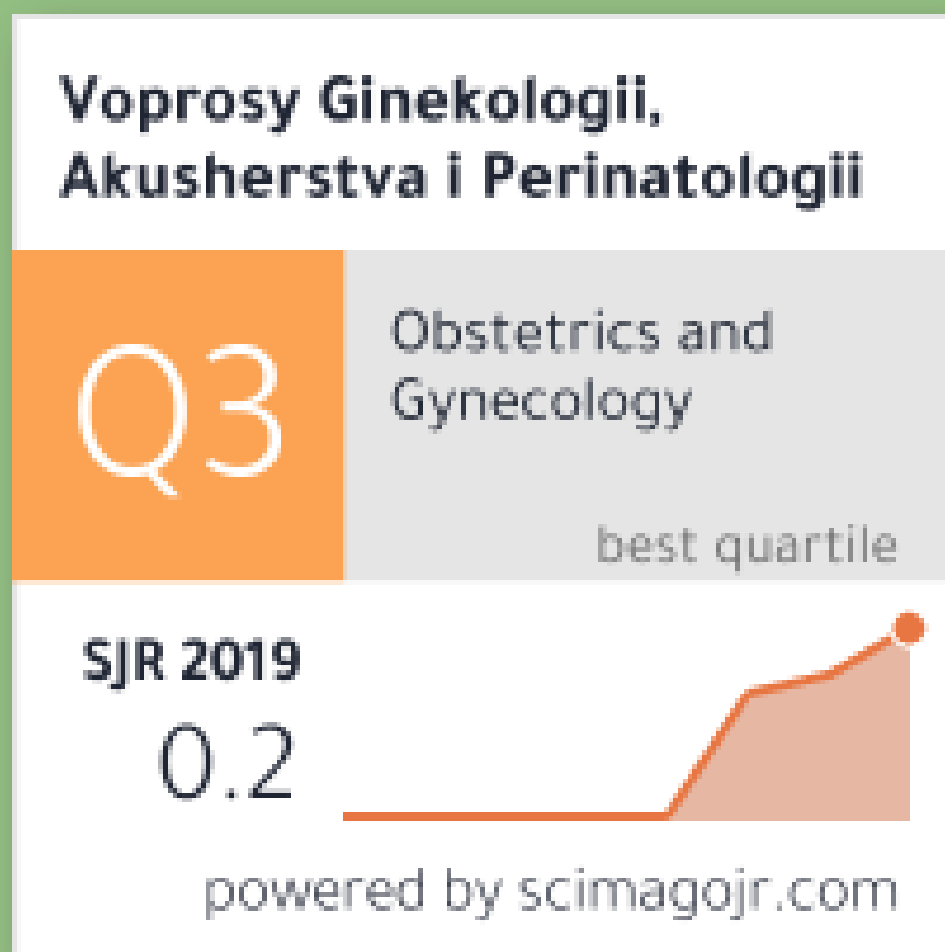 Voprosy Ginekologii,
Akusherstva i Perinatologii
Q3
Obstetrics and
Gynecology
best quartile
SJR 2019
0.2
powered by scimagojr.com